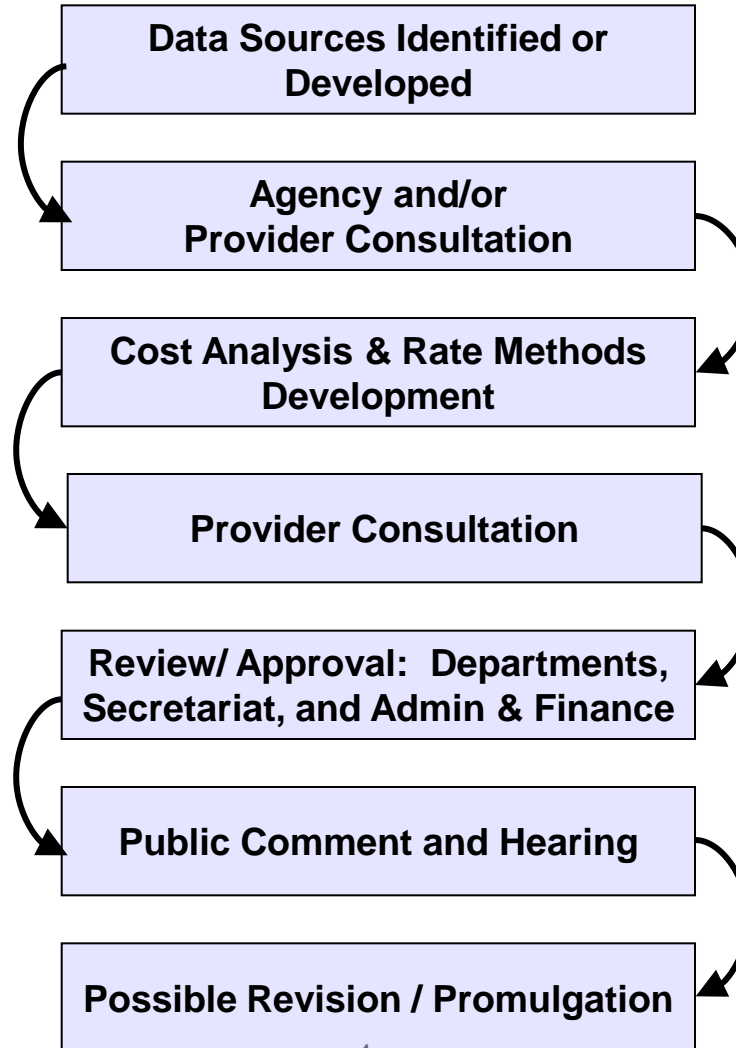 Data Sources Identified or
Developed
Agency and/or
Provider Consultation
Cost Analysis & Rate Methods
Development
Provider Consultation
Review/ Approval:  Departments,
Secretariat, and Admin & Finance
Public Comment and Hearing
Possible Revision / Promulgation